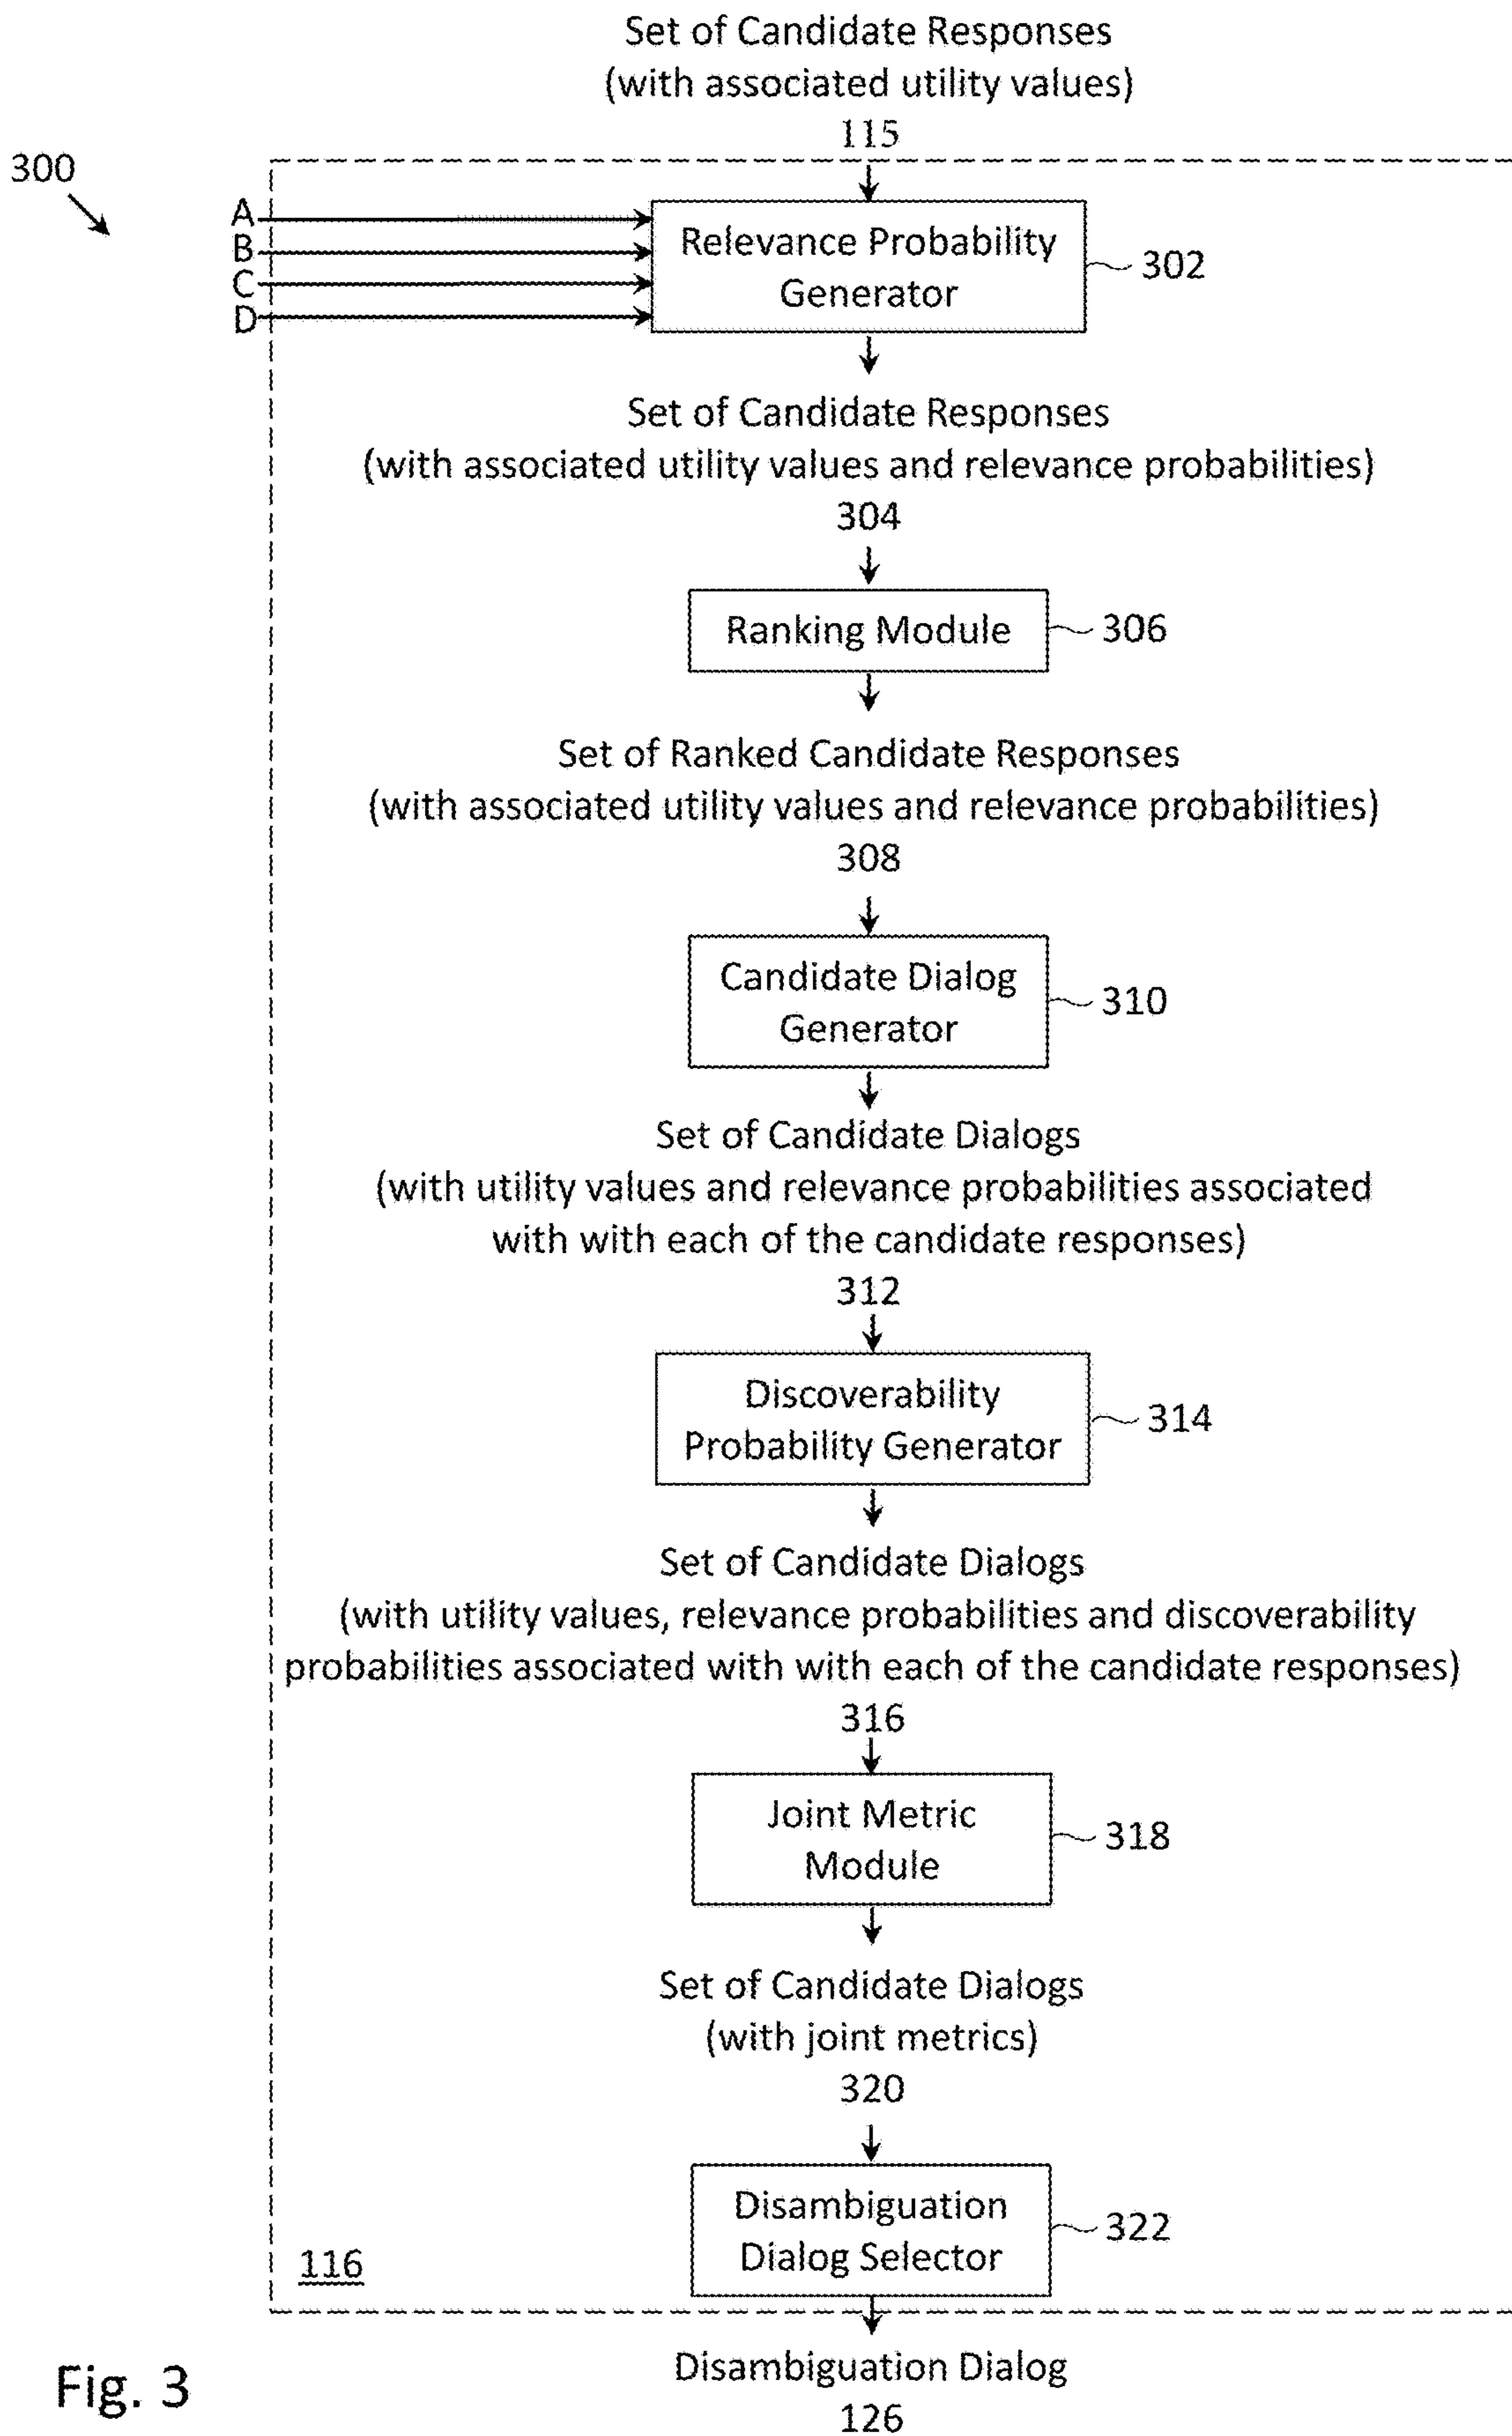 Set of Candidate Responses
(with associated utility values)
115
300
A
B
C
D
Relevance Probability
Generator
302
Set of Candidate Responses
(with associated utility values and relevance probabilities)
304
Ranking Module
306
Set of Ranked Candidate Responses
(with associated utility values and relevance probabilities)
308
Candidate Dialog
Generator
310
Set of Candidate Dialogs
(with utility values and relevance probabilities associated
with with each of the candidate responses)
312
Discoverability
Probability Generator
314
Set of Candidate Dialogs
(with utility values, relevance probabilities and discoverability
probabilities associated with with each of the candidate responses)
316
Joint Metric
Module
318
Set of Candidate Dialogs
(with joint metrics)
320
Disambiguation
Dialog Selector
322
116
Disambiguation Dialog
126
Fig. 3